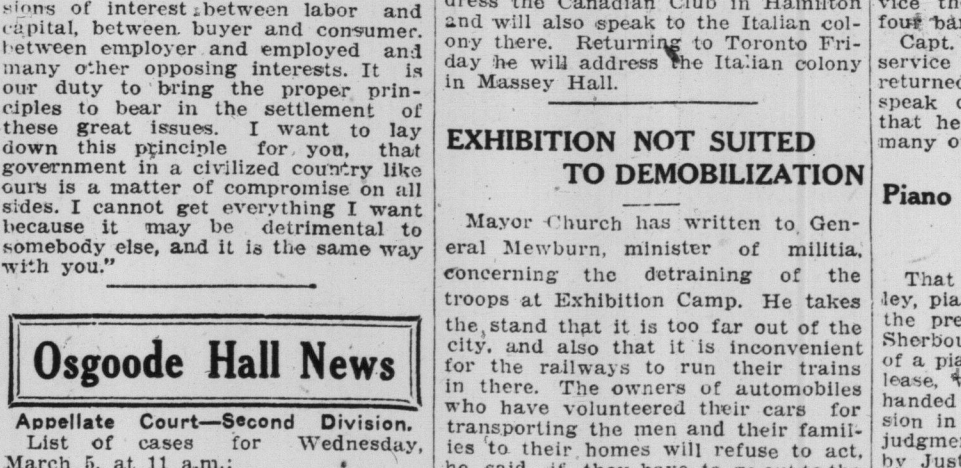 sions of interest between labor and
capital, between buyer and consumer.
between employer and employed and
many other opposing interests. It is
our duty to bring the proper prin-
ciples to bear in the settlement of
these great issues. I want to lay
down this principle for you, that
government in a civilized country like
ours is a matter of compromise on all
sides. I cannot get everything I want
because it may be detrimental to
somebody else, and it is the same way
with you."
Osgoode Hall News
Appellate Court—Second Division.
List of cases for Wednesday,
March 5, at 11 a.m.:
dress the Canadian Club in Hamilton
and will also speak to the Italian col-
ony there. Returning to Toronto Fri-
day he will address the Italian colony
in Massey Hall.
EXHIBITION NOT SUITED
TO DEMOBILIZATION
Mayor Church has written to Gen-
eral Mewburn, minister of militia,
concerning the detraining of the
troops at Exhibition Camp. He takes
the stand that it is too far out of the
city, and also that it is inconvenient
for the railways to run their trains
in there. The owners of automobiles
who have volunteered their cars for
transporting the men and their famil-
ies to their homes will refuse to act,
he said, if they have to go out to the
vice
four
Capt.
service
returned
speak
that he
many
Piano
That
ley,
the
of a
lease,
handed
sion in
by